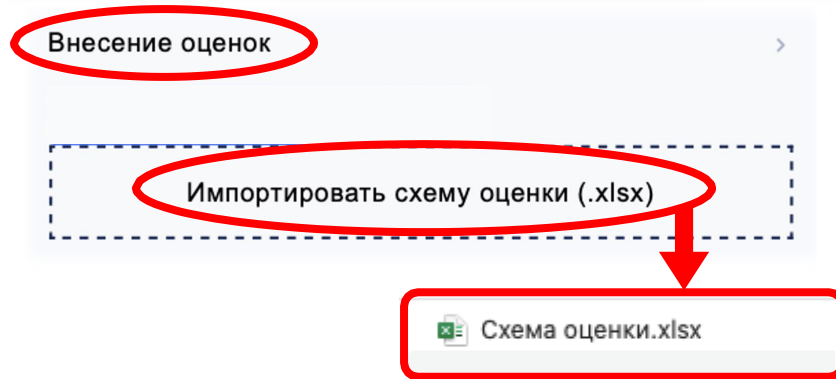 Внесение оценок
Импортировать схему оценки (.xlsx)
Схема оценки.xlsx